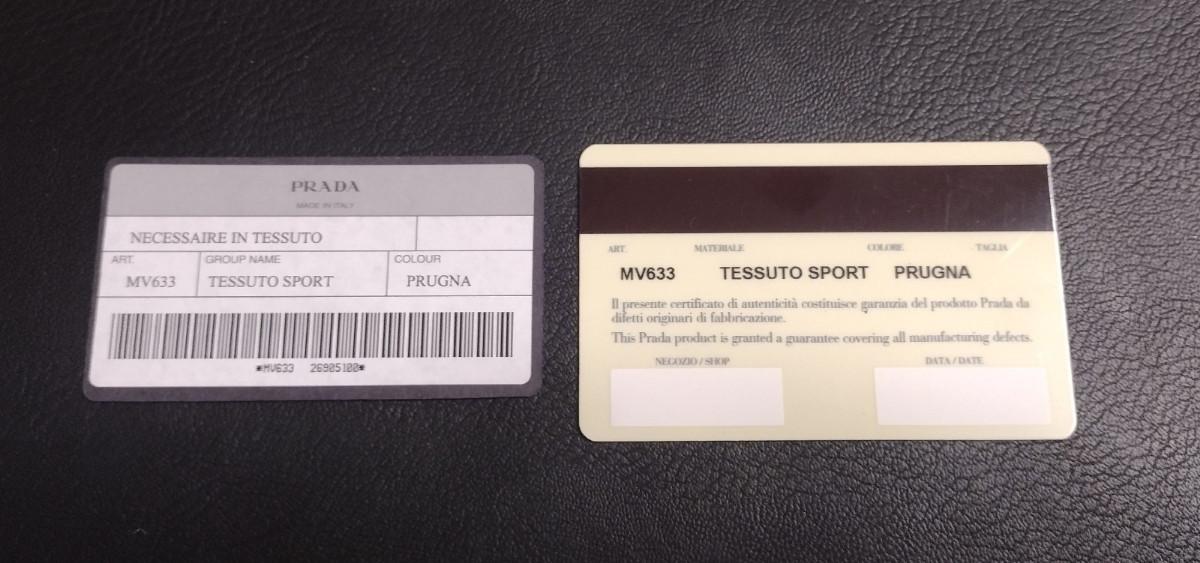 PRADA
MADE IN ITALY
NECESSAIRE IN TESSUTO
ART. GROUP NAME COLOUR
MV633 TESSUTO SPORT PRUGNA
*MV633 26905100*
ART. MATERIALE COLORE TAGLIA
MV633 TESSUTO SPORT PRUGNA
Il presente certificato di autenticità costituisce garanzia del prodotto Prada da
difetti originari di fabbricazione.
This Prada product is granted a guarantee covering all manufacturing defects.
NEGOZIO / SHOP DATA / DATE